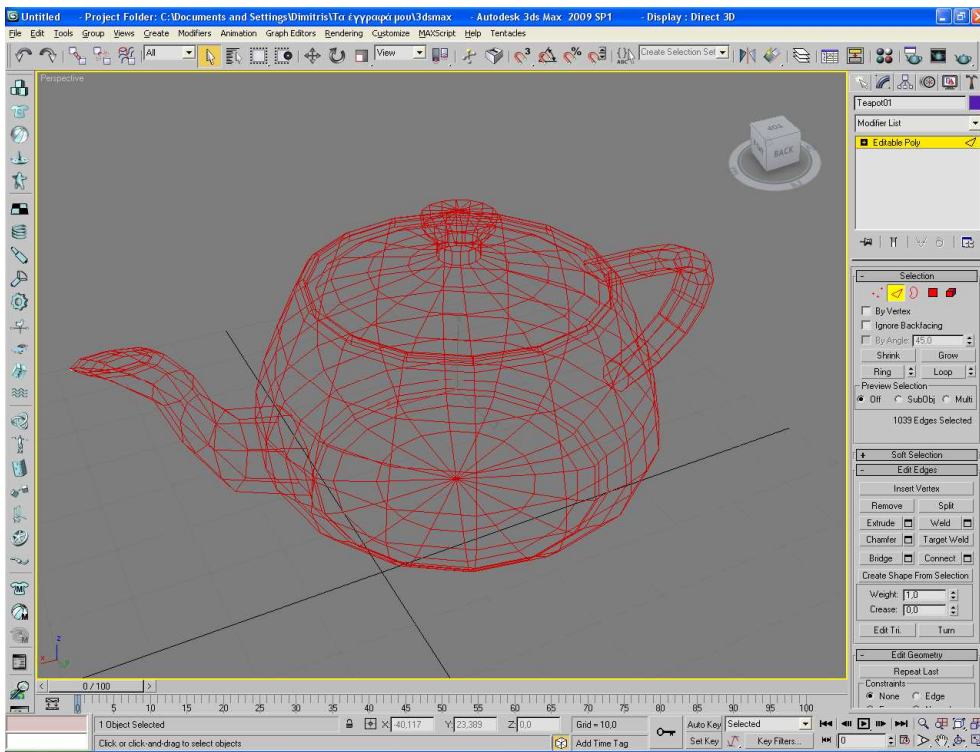 Untitled - Project Folder: C:\Documents and Settings\Dimitris\Τα έγγραφά μου\3dsmax - Autodesk 3ds Max 2009 SP1 - Display : Direct 3D
File Edit Tools Group Views Create Modifiers Animation Graph Editors Rendering Customize MAXScript Help Tentacles
All View Create Selection Set
Perspective
BACK
Teapot01
Modifier List
Editable Poly
Selection
By Vertex
Ignore Backfacing
By Angle: 45,0
Shrink Grow
Ring Loop
Preview Selection
Off SubObj Multi
1039 Edges Selected
Soft Selection
Edit Edges
Insert Vertex
Remove Split
Extrude Weld
Chamfer Target Weld
Bridge Connect
Create Shape From Selection
Weight: 1,0
Crease: 0,0
Edit Tri. Turn
Edit Geometry
Repeat Last
Constraints
None Edge
z
x y
0 / 100
0 5 10 15 20 25 30 35 40 45 50 55 60 65 70 75 80 85 90 95 100
1 Object Selected X: -40,117 Y: 23,389 Z: 0,0 Grid = 10,0 Auto Key Selected
Click or click-and-drag to select objects Add Time Tag Set Key Key Filters... 0